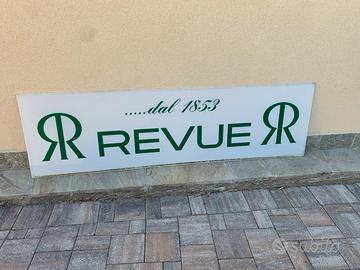 .....dal 1853
R REVUE R
subito